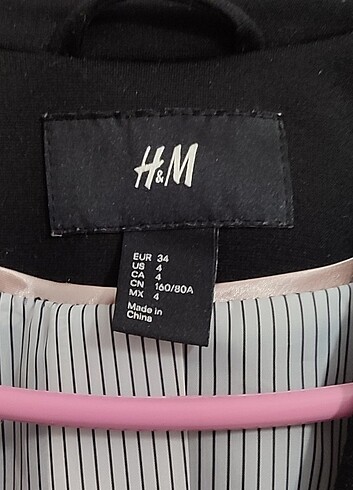 H&M
EUR 34
US 4
CA 4
CN 160/80A
MX 4
Made in
China